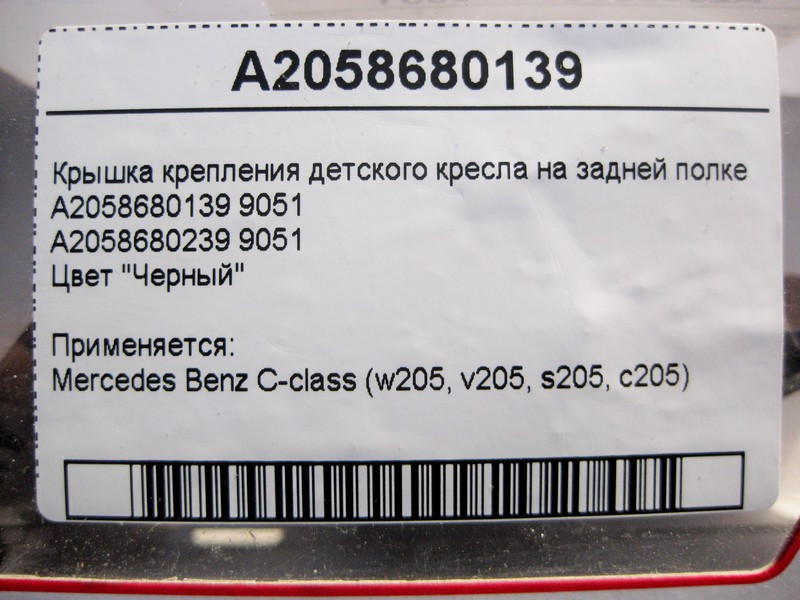 A2058680139
Крышка крепления детского кресла на задней полке
A2058680139 9051
A2058680239 9051
Цвет "Черный"
Применяется:
Mercedes Benz C-class (w205, v205, s205, c205)